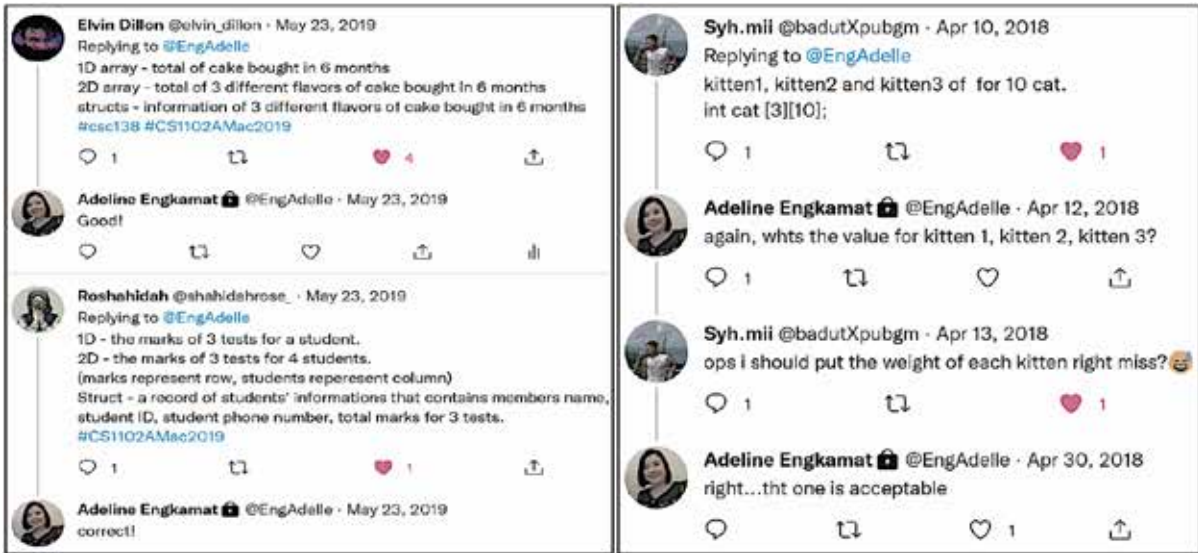 Elvin Dillon @elvin_dillon · May 23, 2019
Replying to @EngAdelle
1D array - total of cake bought in 6 months
2D array - total of 3 different flavors of cake bought in 6 months
structs - information of 3 different flavors of cake bought in 6 months
#csc138 #CS1102AMac2019
1 4
Adeline Engkamat @EngAdelle · May 23, 2019
Good!
Roshahidah @shahidahrose_ · May 23, 2019
Replying to @EngAdelle
1D - the marks of 3 tests for a student.
2D - the marks of 3 tests for 4 students.
(marks represent row, students reperesent column)
Struct - a record of students' informations that contains members name,
student ID, student phone number, total marks for 3 tests.
#CS1102AMac2019
1 1
Adeline Engkamat @EngAdelle · May 23, 2019
correct!
Syh.mii @badutXpubgm · Apr 10, 2018
Replying to @EngAdelle
kitten1, kitten2 and kitten3 of for 10 cat.
int cat [3][10];
1 1
Adeline Engkamat @EngAdelle · Apr 12, 2018
again, whts the value for kitten 1, kitten 2, kitten 3?
1
Syh.mii @badutXpubgm · Apr 13, 2018
ops i should put the weight of each kitten right miss?😅
1 1
Adeline Engkamat @EngAdelle · Apr 30, 2018
right...tht one is acceptable
1